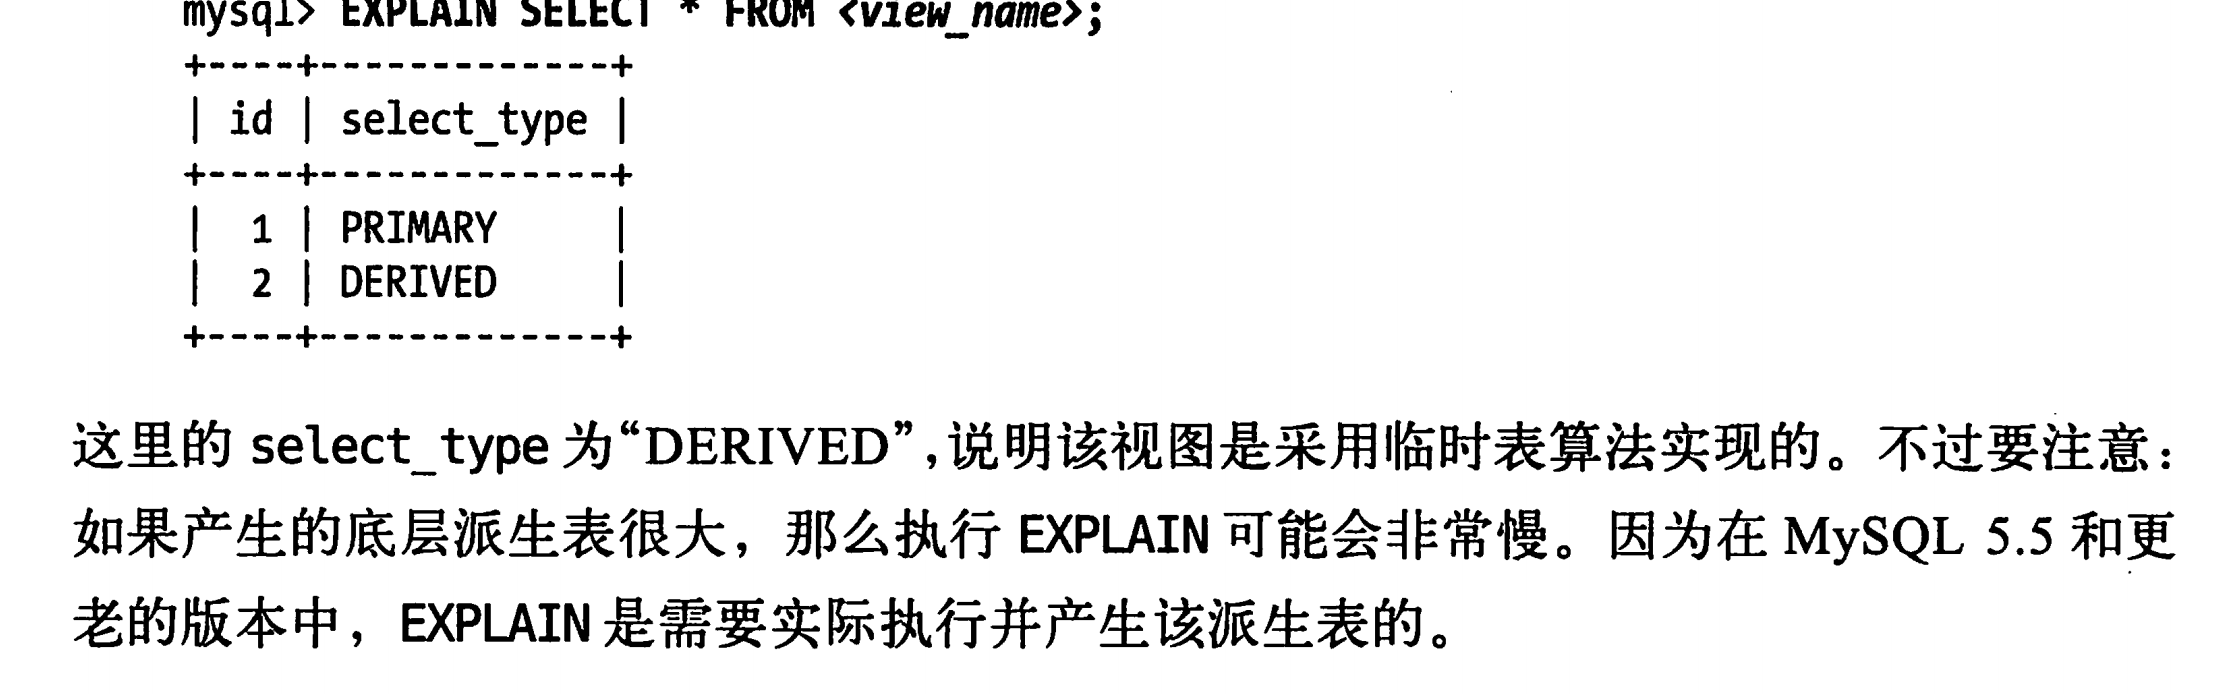 mysql> EXPLAIN SELECT * FROM <view_name>;
+----+-------------+
| id | select_type |
+----+-------------+
|  1 | PRIMARY     |
|  2 | DERIVED     |
+----+-------------+
这里的 select_type 为“DERIVED”,说明该视图是采用临时表算法实现的。不过要注意：
如果产生的底层派生表很大，那么执行 EXPLAIN 可能会非常慢。因为在 MySQL 5.5 和更
老的版本中，EXPLAIN 是需要实际执行并产生该派生表的。